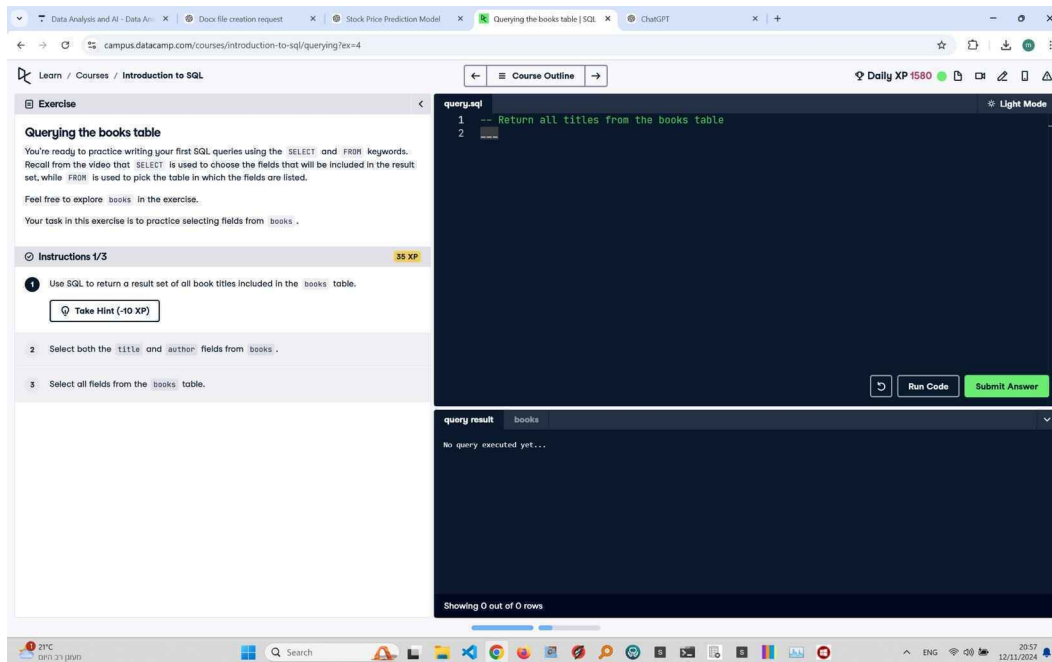 Data Analysis and AI - Data An
Docx file creation request
Stock Price Prediction Model
Querying the books table | SQL
ChatGPT
campus.datacamp.com/courses/introduction-to-sql/querying?ex=4
Learn / Courses / Introduction to SQL
Course Outline
Daily XP 1580
Exercise
Querying the books table
You're ready to practice writing your first SQL queries using the SELECT and FROM keywords.
Recall from the video that SELECT is used to choose the fields that will be included in the result
set, while FROM is used to pick the table in which the fields are listed.
Feel free to explore books in the exercise.
Your task in this exercise is to practice selecting fields from books .
Instructions 1/3
35 XP
1 Use SQL to return a result set of all book titles included in the books table.
Take Hint (-10 XP)
2 Select both the title and author fields from books .
3 Select all fields from the books table.
query.sql
Light Mode
1 -- Return all titles from the books table
2 ___
Run Code
Submit Answer
query result
books
No query executed yet...
Showing 0 out of 0 rows
1
21°C
מעונן רב היום
Search
ENG
20:57
12/11/2024